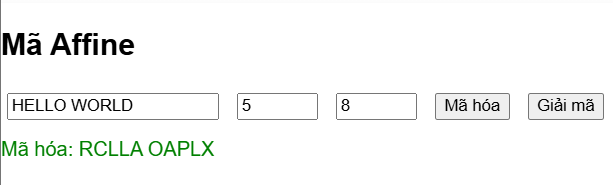 Mã Affine
HELLO WORLD 5 8 Mã hóa Giải mã
Mã hóa: RCLLA OAPLX